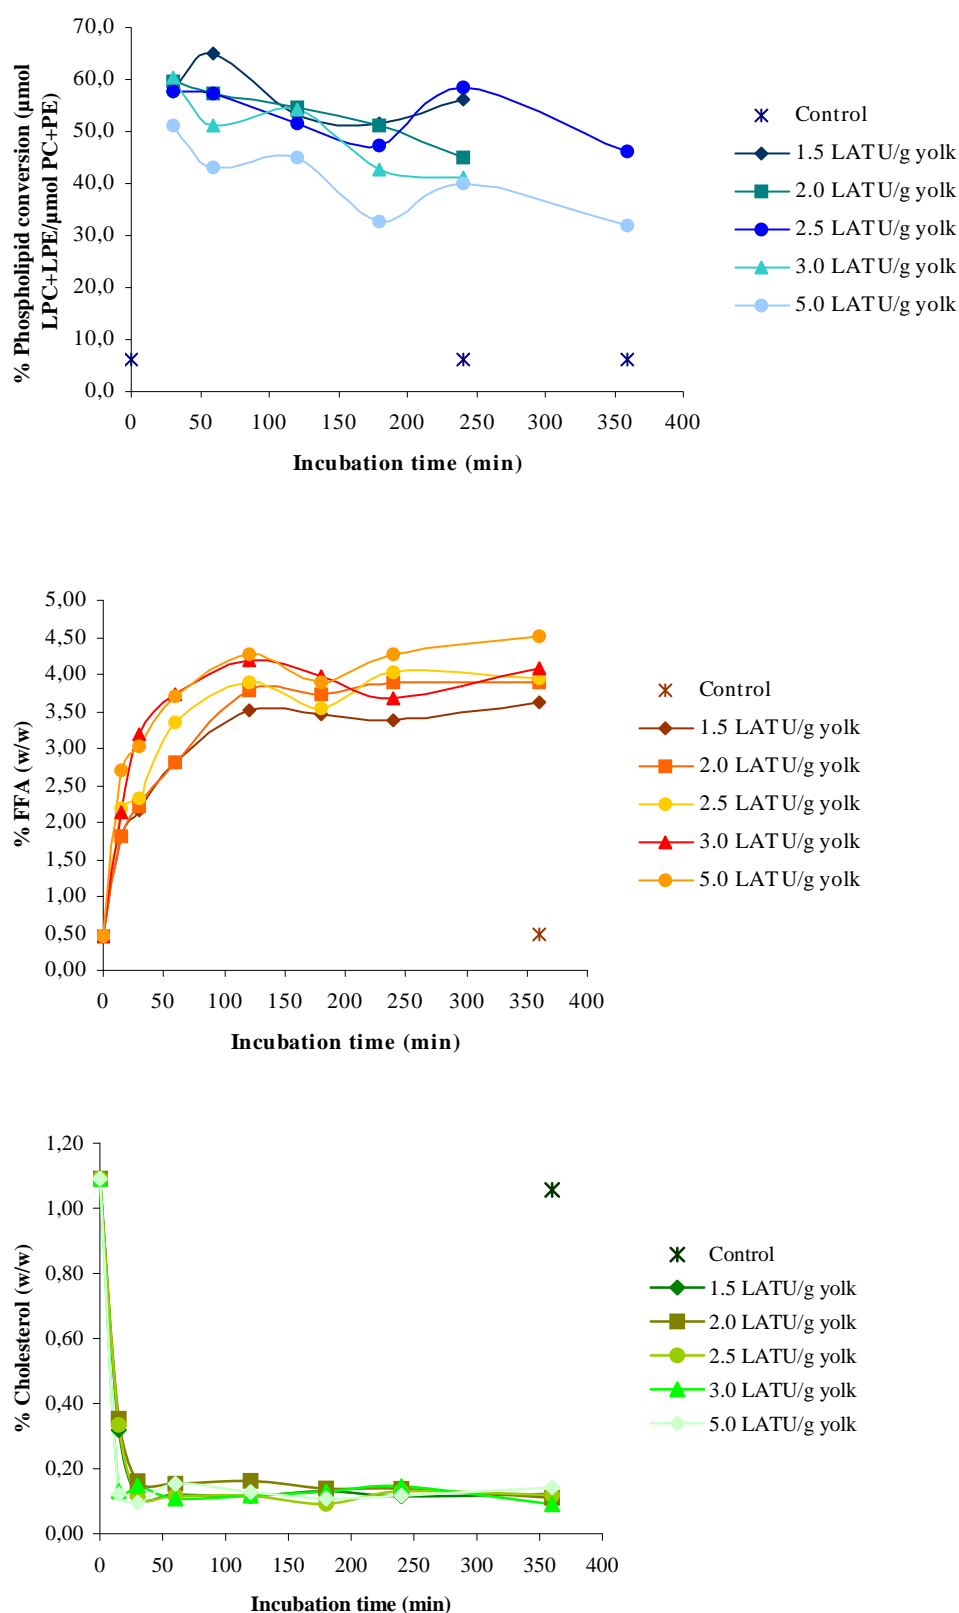 70,0
60,0
50,0
40,0
30,0
20,0
10,0
0,0
% Phospholipid conversion (µmol
LPC+LPE/µmol PC+PE)
0 50 100 150 200 250 300 350 400
Incubation time (min)
Control
1.5 LATU/g yolk
2.0 LATU/g yolk
2.5 LATU/g yolk
3.0 LATU/g yolk
5.0 LATU/g yolk
5,00
4,50
4,00
3,50
3,00
2,50
2,00
1,50
1,00
0,50
0,00
% FFA (w/w)
0 50 100 150 200 250 300 350 400
Incubation time (min)
Control
1.5 LATU/g yolk
2.0 LATU/g yolk
2.5 LATU/g yolk
3.0 LATU/g yolk
5.0 LATU/g yolk
1,20
1,00
0,80
0,60
0,40
0,20
0,00
% Cholesterol (w/w)
0 50 100 150 200 250 300 350 400
Incubation time (min)
Control
1.5 LATU/g yolk
2.0 LATU/g yolk
2.5 LATU/g yolk
3.0 LATU/g yolk
5.0 LATU/g yolk